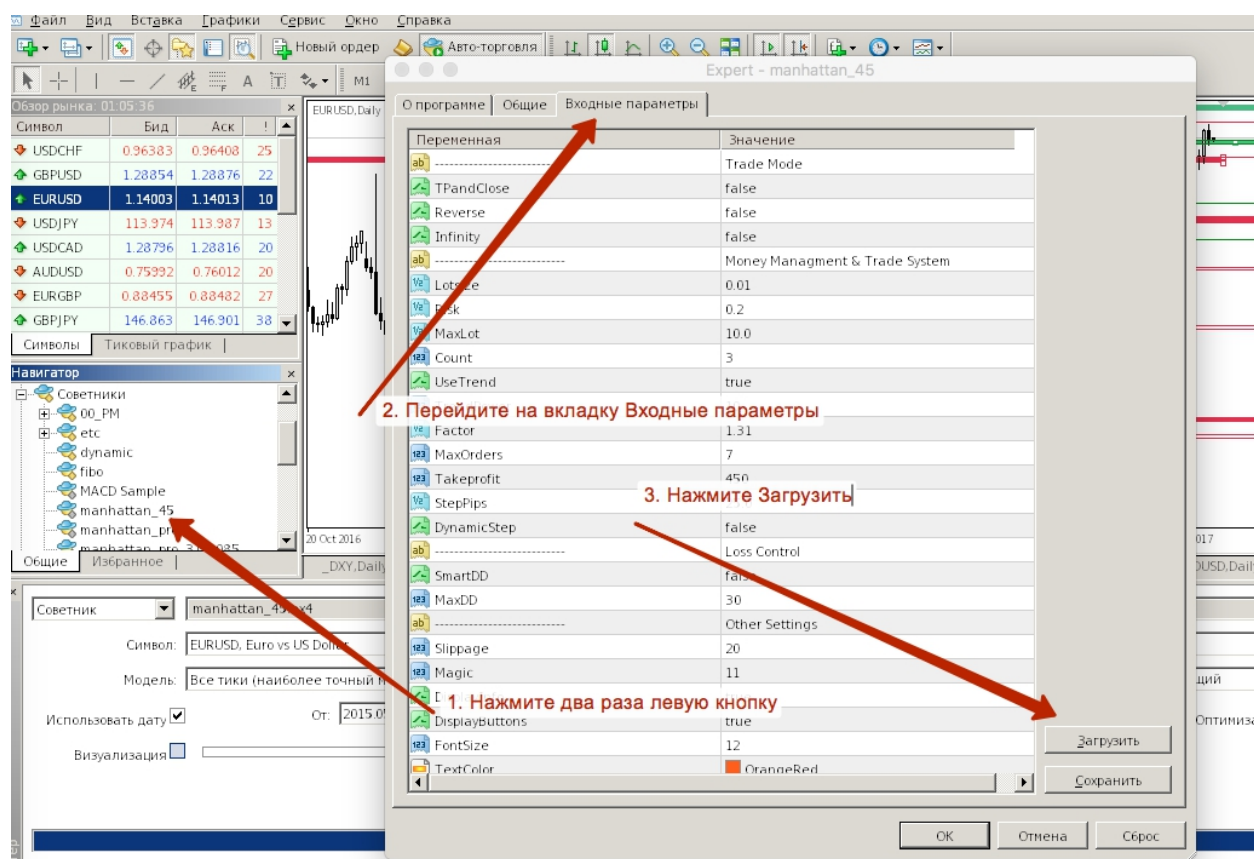 Файл Вид Вставка Графики Сервис Окно Справка
Новый ордер Авто-торговля
A T M1
Expert - manhattan_45
Обзор рынка: 01:05:36
Символ Бид Аск !
USDCHF 0.96383 0.96408 25
GBPUSD 1.28854 1.28876 22
EURUSD 1.14003 1.14013 10
USDJPY 113.974 113.987 13
USDCAD 1.28796 1.28816 20
AUDUSD 0.75992 0.76012 20
EURGBP 0.88455 0.88482 27
GBPJPY 146.863 146.901 38
Символы Тиковый график
Навигатор
Советники
00_PM
etc
dynamic
fibo
MACD Sample
manhattan_45
Общие Избранное
EURUSD,Daily
20 Oct 2016
_DXY,Daily
О программе Общие Входные параметры
Переменная Значение
-------------------------- Trade Mode
TPandClose false
Reverse false
Infinity false
-------------------------- Money Managment & Trade System
0.01
0.2
MaxLot 10.0
Count 3
UseTrend true
2. Перейдите на вкладку Входные параметры
Factor 1.31
MaxOrders 7
Takeprofit 450
3. Нажмите Загрузить
StepPips
DynamicStep false
-------------------------- Loss Control
SmartDD
MaxDD 30
-------------------------- Other Settings
Slippage 20
Magic 11
1. Нажмите два раза левую кнопку
DisplayButtons true
FontSize 12
TextColor OrangeRed
Загрузить
Сохранить
OK Отмена Сброс
Советник
Символ: EURUSD, Euro vs US Dollar
Модель: Все тики (наиболее точный
Использовать дату От:
Визуализация